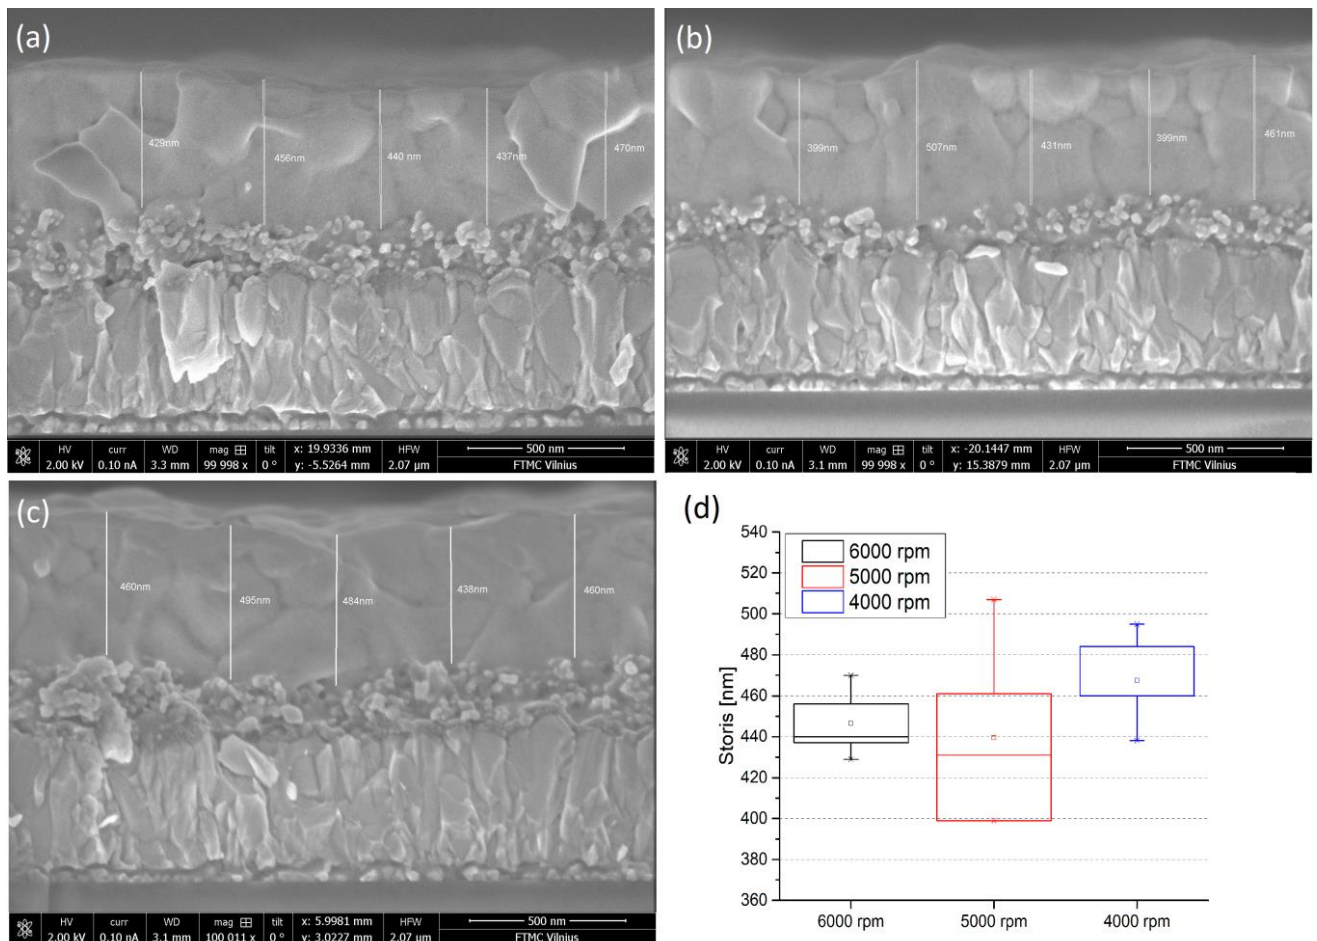 (a)
429nm
456nm
440 nm
437nm
470nm
HV curr WD mag tilt x: 19.9336 mm HFW 500 nm
2.00 kV 0.10 nA 3.3 mm 99 998 x 0 ° y: -5.5264 mm 2.07 µm FTMC Vilnius
(b)
399nm
507nm
431nm
399nm
461nm
HV curr WD mag tilt x: -20.1447 mm HFW 500 nm
2.00 kV 0.10 nA 3.1 mm 99 998 x 0 ° y: 15.3879 mm 2.07 µm FTMC Vilnius
(c)
460nm
495nm
484nm
438nm
460nm
HV curr WD mag tilt x: 5.9981 mm HFW 500 nm
2.00 kV 0.10 nA 3.1 mm 100 011 x 0 ° y: 3.0227 mm 2.07 µm FTMC Vilnius
(d)
Storis [nm]
540
520
500
480
460
440
420
400
380
360
6000 rpm
5000 rpm
4000 rpm
6000 rpm 5000 rpm 4000 rpm